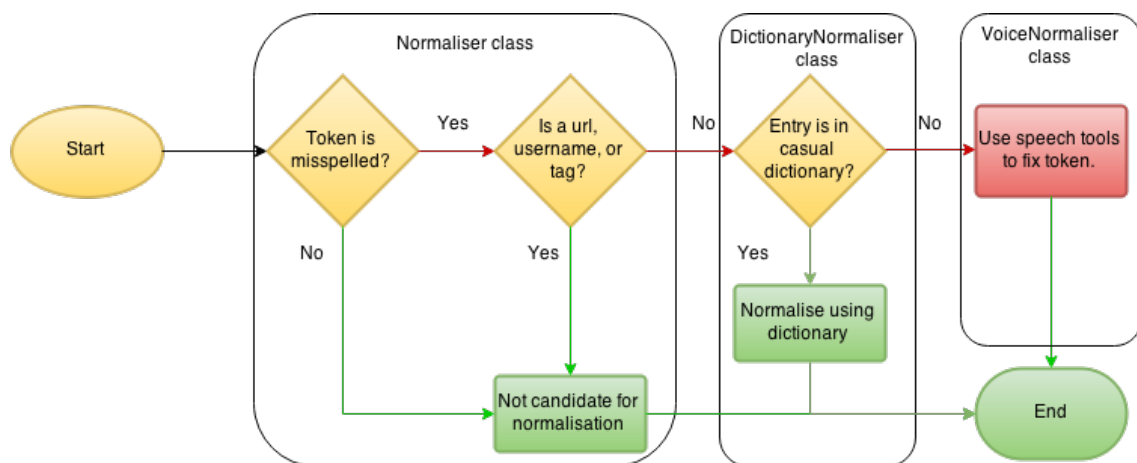 Normaliser class
DictionaryNormaliser
class
VoiceNormaliser
class
Start
Token is
misspelled?
Yes
Is a url,
username, or
tag?
No
Entry is in
casual
dictionary?
No
Use speech tools
to fix token.
No
Yes
Yes
Normalise using
dictionary
Not candidate for
normalisation
End